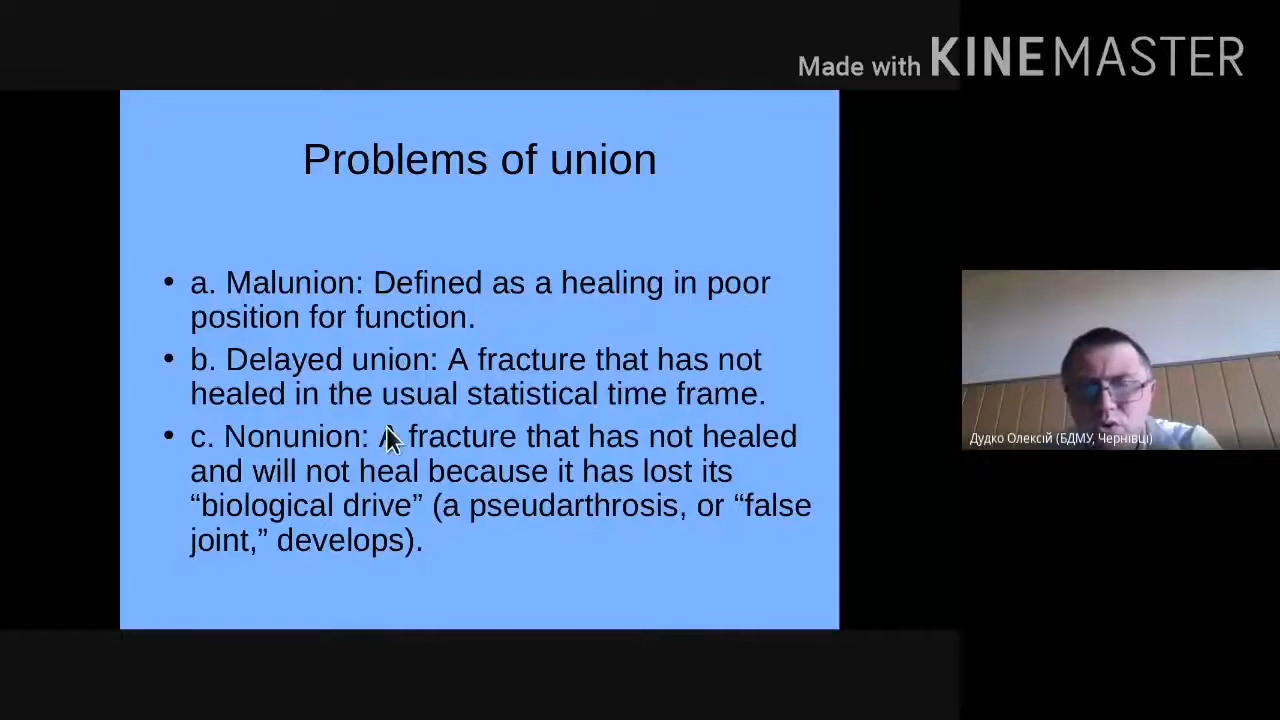 Made with KINEMASTER
Problems of union
• a. Malunion: Defined as a healing in poor
position for function.
• b. Delayed union: A fracture that has not
healed in the usual statistical time frame.
• c. Nonunion: A fracture that has not healed
and will not heal because it has lost its
“biological drive” (a pseudarthrosis, or “false
joint,” develops).
Дудко Олексій (БДМУ, Чернівці)